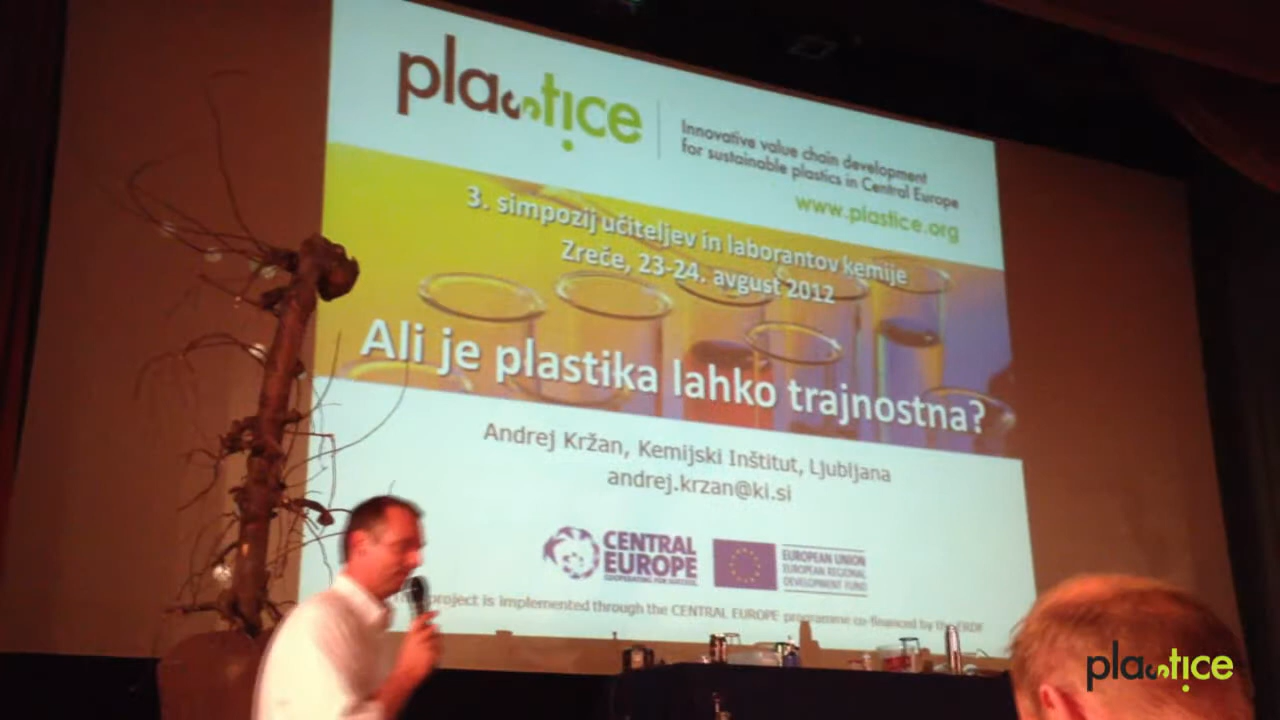 plastice
Innovative value chain development
for sustainable plastics in Central Europe
www.plastice.org
3. simpozij učiteljev in laborantov kemije
Zreče, 23-24. avgust 2012
Ali je plastika lahko trajnostna?
Andrej Kržan, Kemijski Inštitut, Ljubljana
andrej.krzan@ki.si
CENTRAL
EUROPE
COOPERATING FOR SUCCESS.
EUROPEAN UNION
EUROPEAN REGIONAL
DEVELOPMENT FUND
project is implemented through the CENTRAL EUROPE programme co-financed by the ERDF
plastice